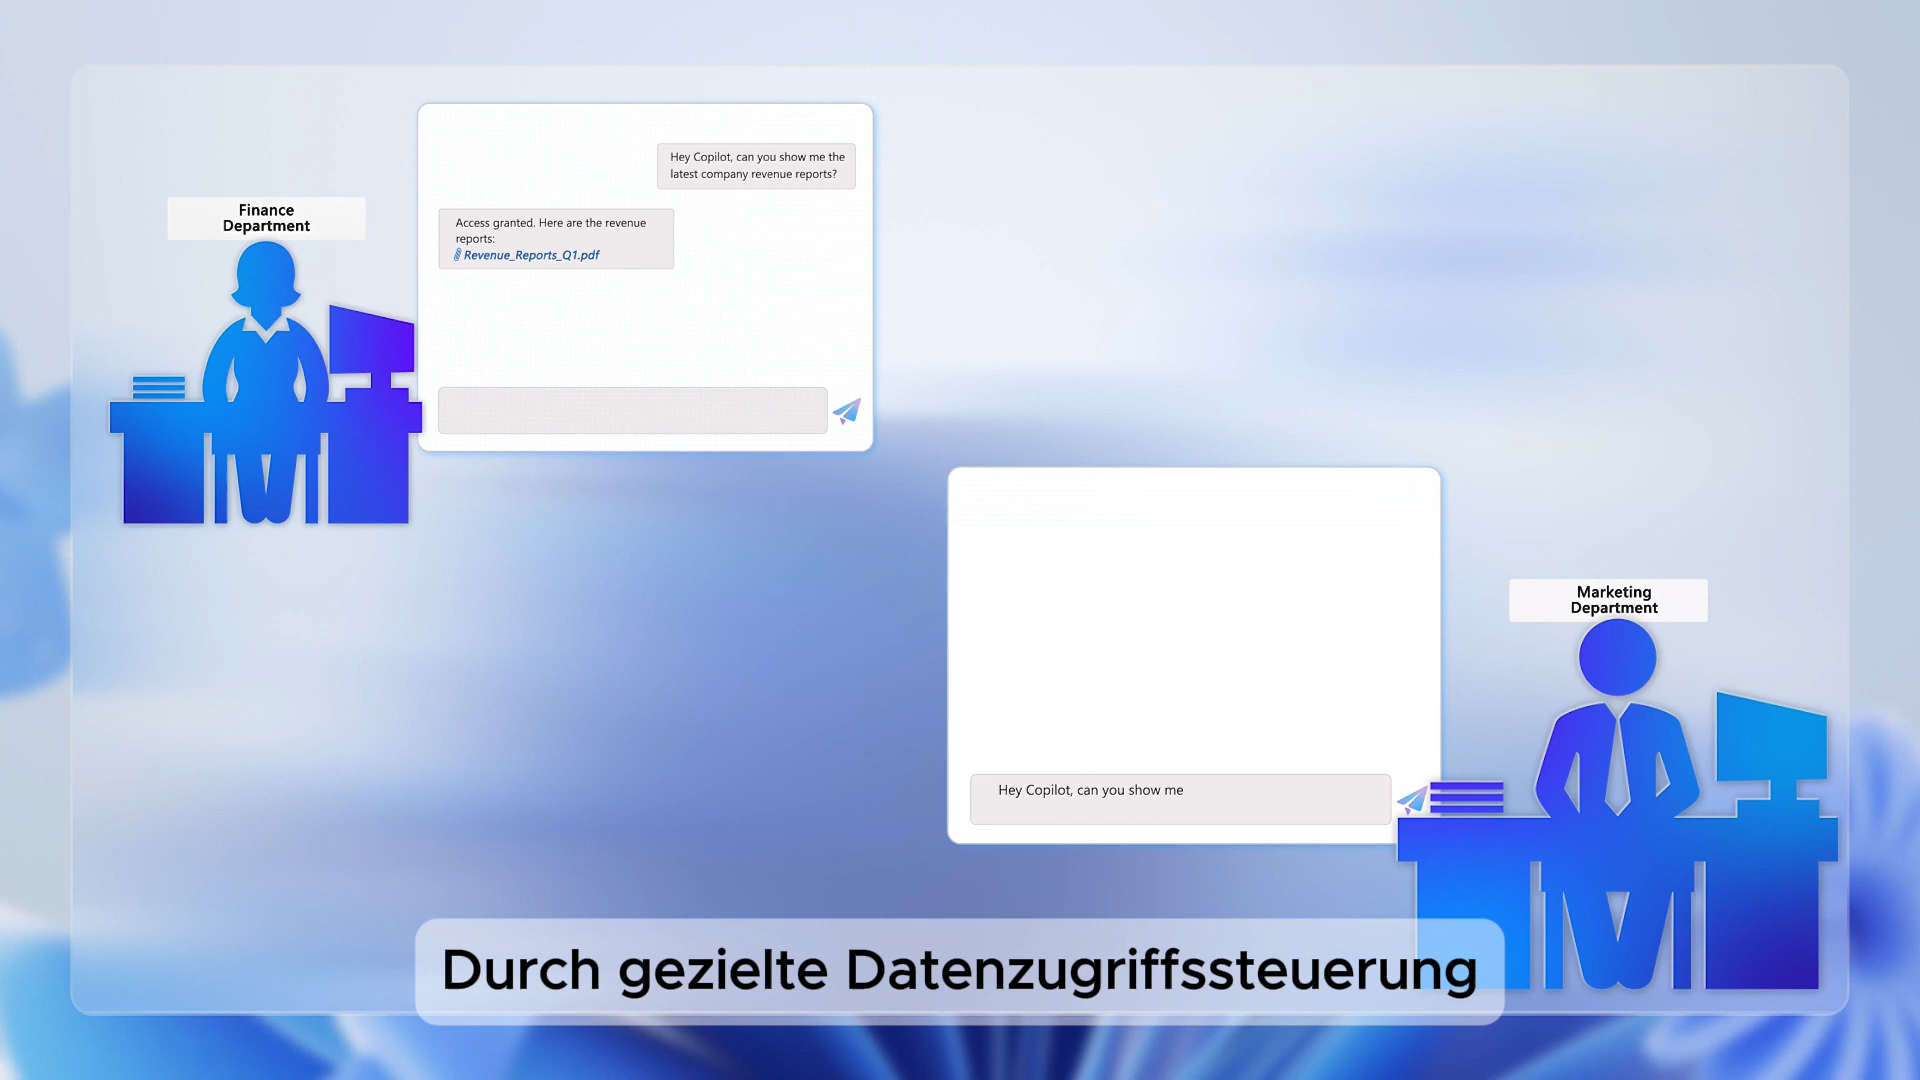 Hey Copilot, can you show me the
latest company revenue reports?
Finance
Department
Access granted. Here are the revenue
reports:
Revenue_Reports_Q1.pdf
Marketing
Department
Hey Copilot, can you show me
Durch gezielte Datenzugriffssteuerung